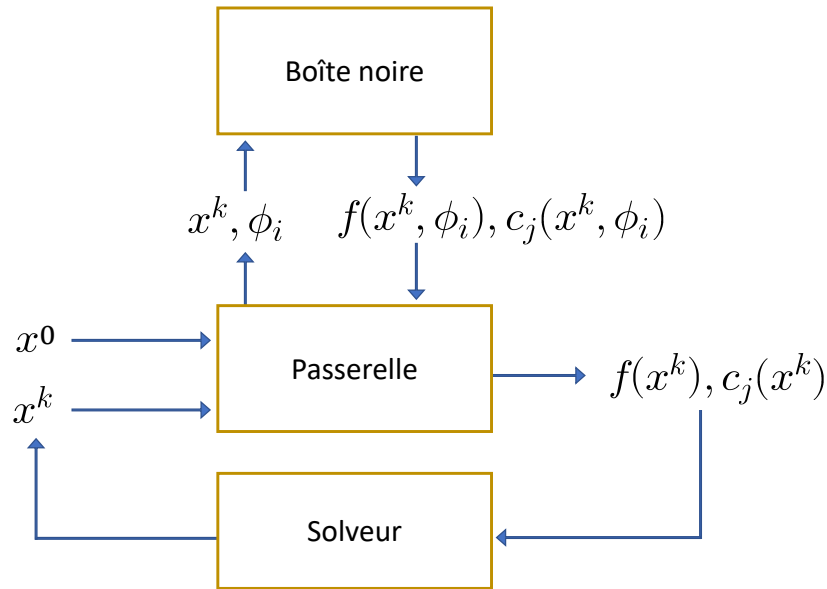 Boîte noire
x^k, ϕ_i
f(x^k, ϕ_i), c_j(x^k, ϕ_i)
x^0
Passerelle
f(x^k), c_j(x^k)
x^k
Solveur